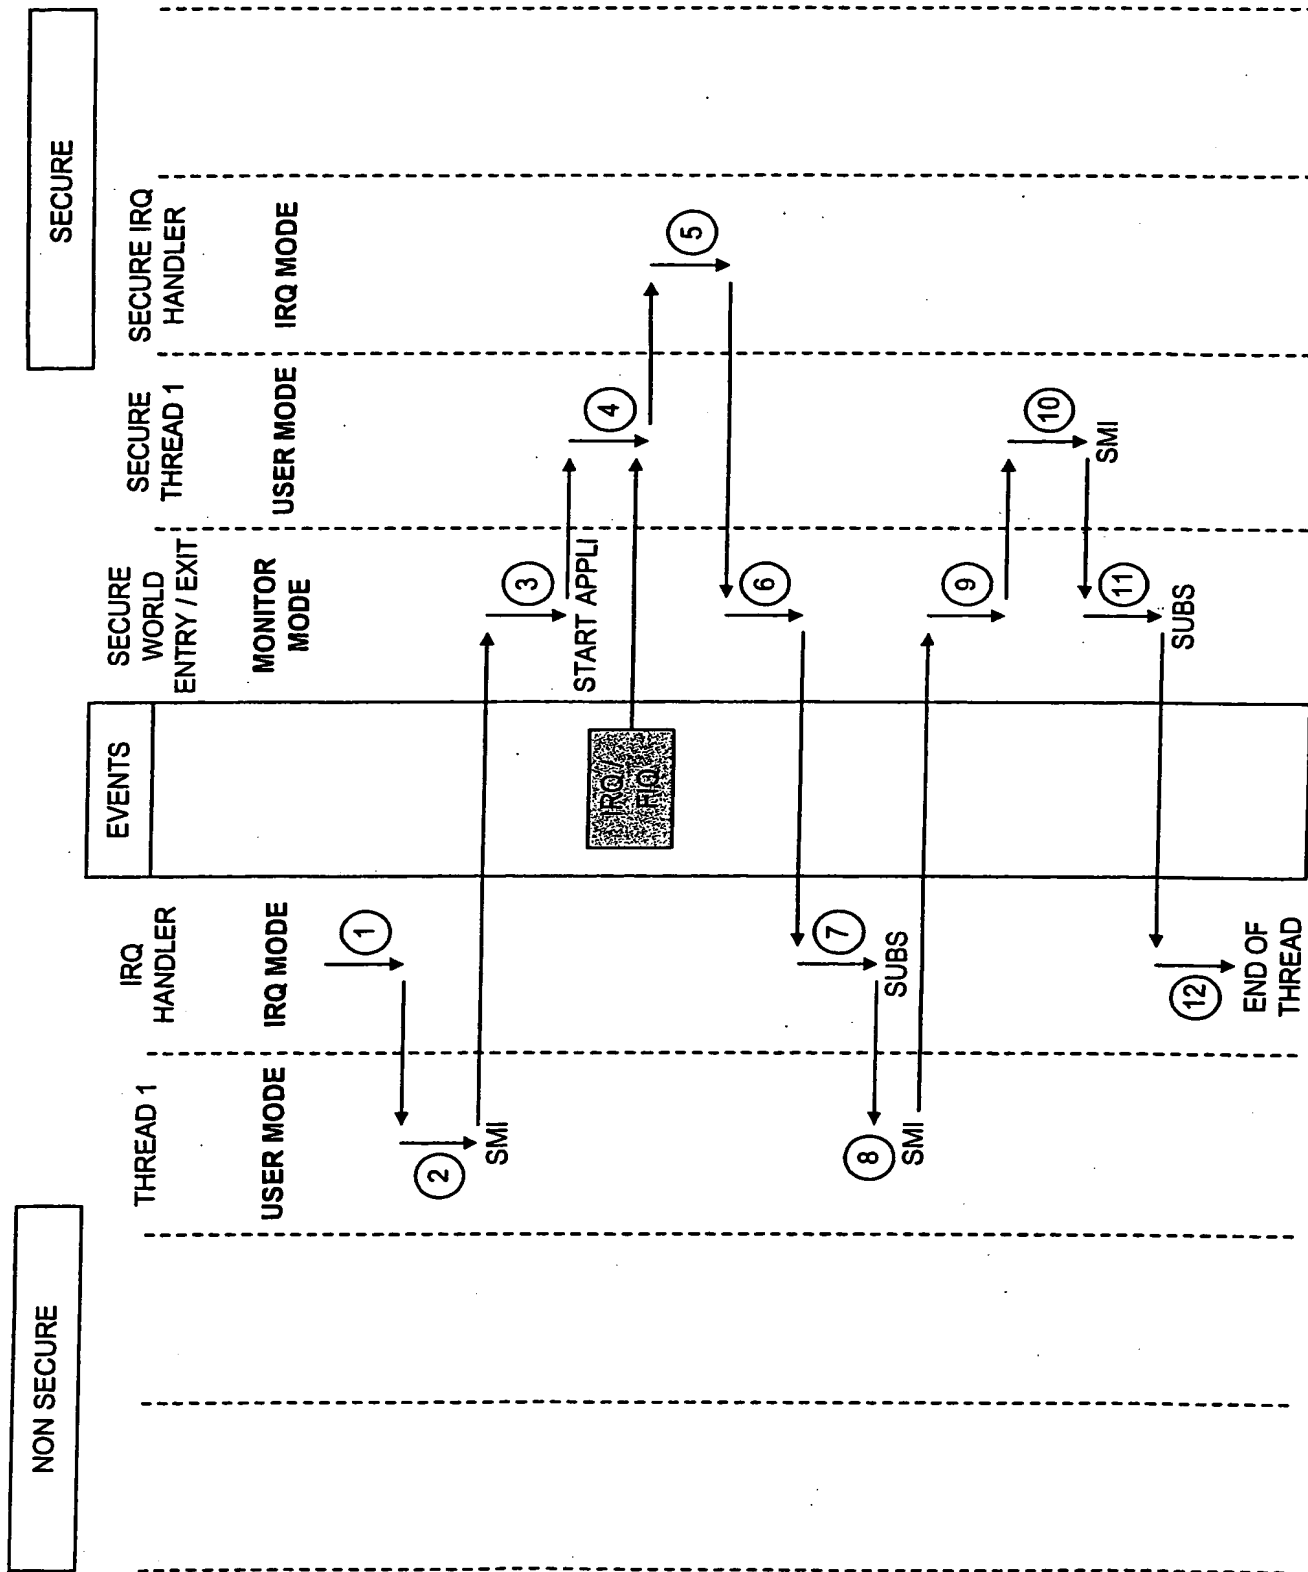 NON SECURE
SECURE
EVENTS
THREAD 1
USER MODE
IRQ
HANDLER
IRQ MODE
SECURE
WORLD
ENTRY / EXIT
MONITOR
MODE
SECURE
THREAD 1
USER MODE
SECURE IRQ
HANDLER
IRQ MODE
1
2
SMI
3
START APPLI
IRQ/
FIQ
4
5
6
7
SUBS
8
SMI
9
10
SMI
11
SUBS
12
END OF
THREAD